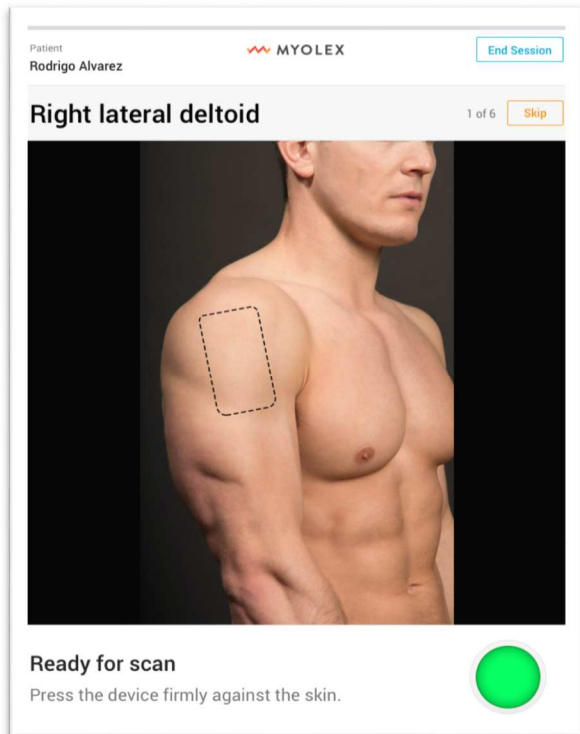 Patient
MYOLEX
End Session
Rodrigo Alvarez
Right lateral deltoid
1 of 6
Skip
Ready for scan
Press the device firmly against the skin.